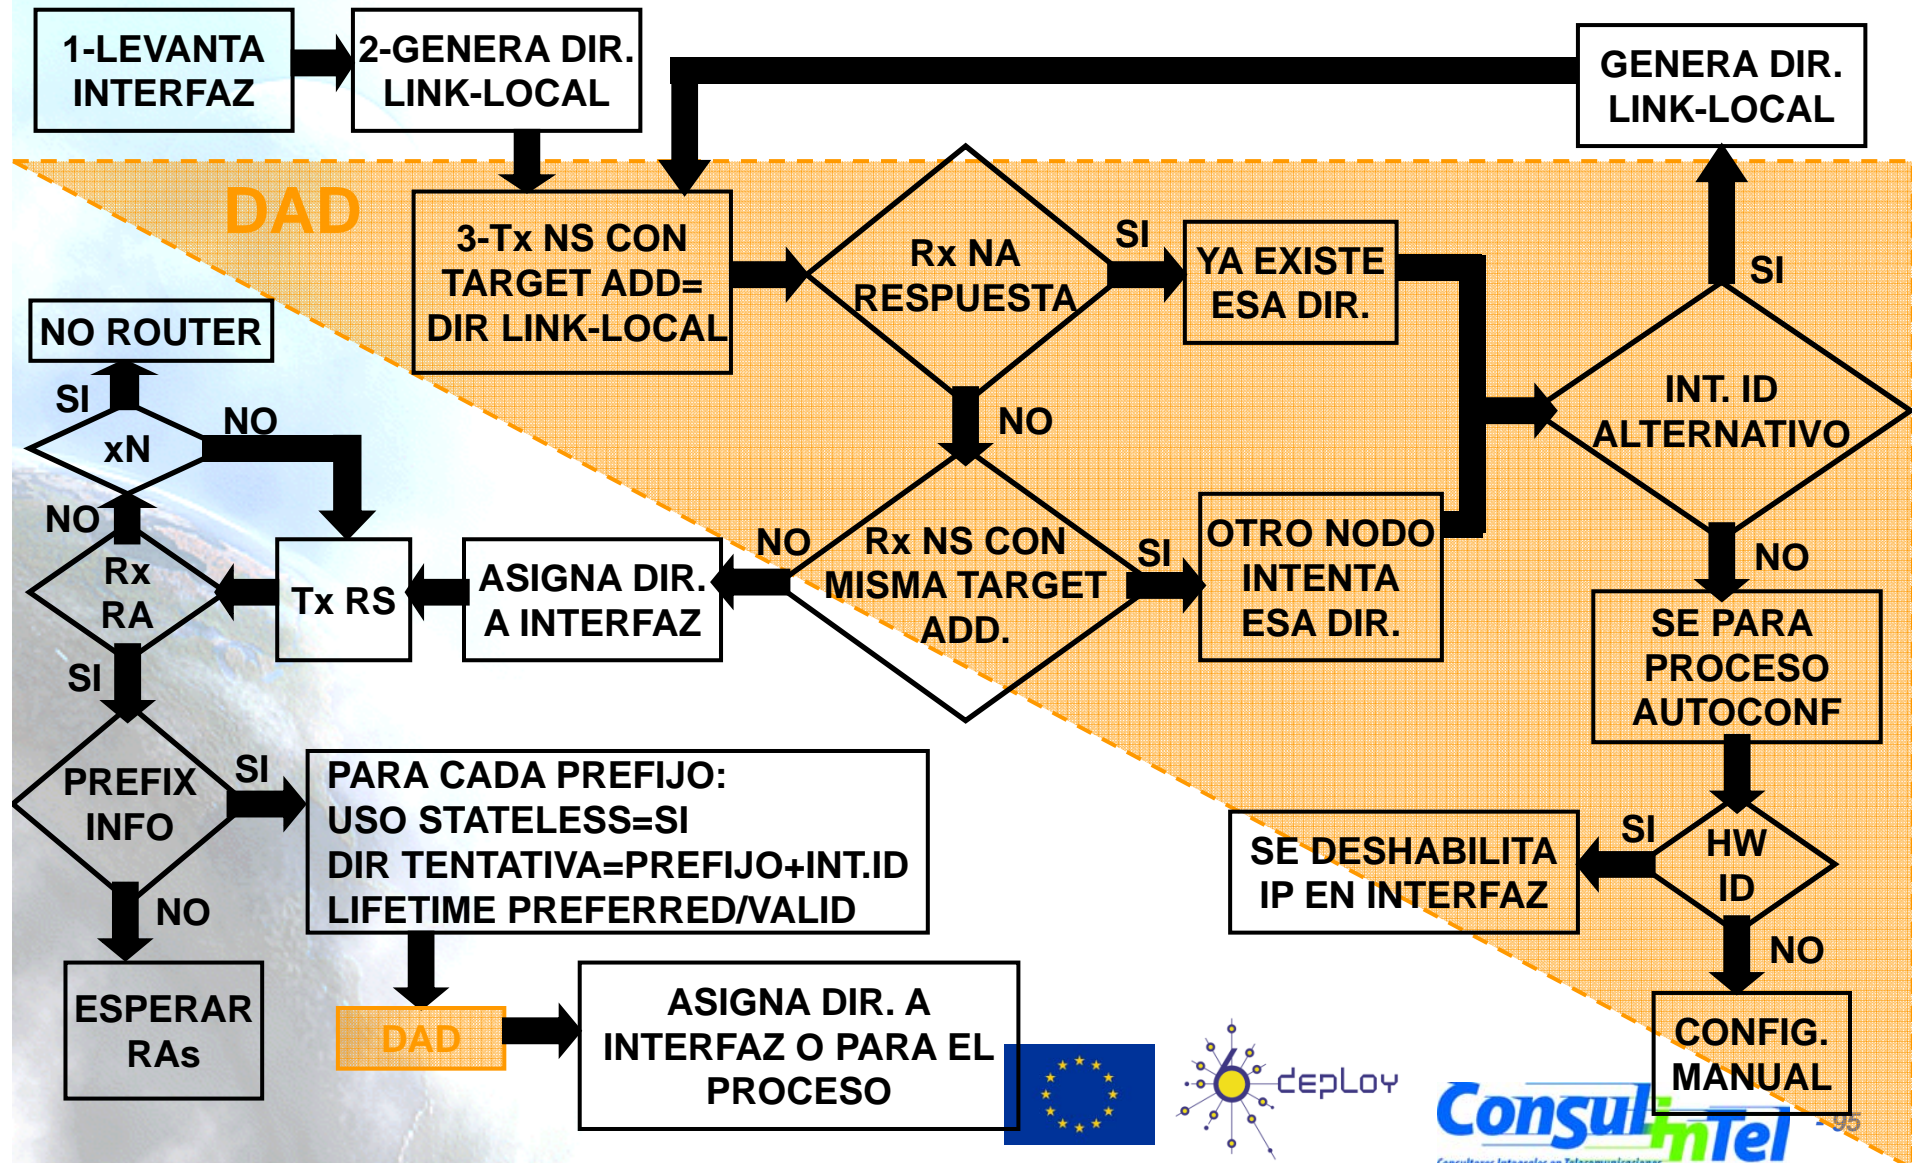 1-LEVANTA
INTERFAZ
2-GENERA DIR.
LINK-LOCAL
GENERA DIR.
LINK-LOCAL
DAD
3-Tx NS CON
TARGET ADD=
DIR LINK-LOCAL
Rx NA
RESPUESTA
SI
YA EXISTE
ESA DIR.
SI
NO ROUTER
SI
NO
xN
NO
INT. ID
ALTERNATIVO
NO
Rx
RA
Tx RS
ASIGNA DIR.
A INTERFAZ
NO
Rx NS CON
MISMA TARGET
ADD.
SI
OTRO NODO
INTENTA
ESA DIR.
NO
SE PARA
PROCESO
AUTOCONF
SI
PREFIX
INFO
SI
PARA CADA PREFIJO:
USO STATELESS=SI
DIR TENTATIVA=PREFIJO+INT.ID
LIFETIME PREFERRED/VALID
SE DESHABILITA
IP EN INTERFAZ
SI
HW
ID
NO
NO
ESPERAR
RAs
DAD
ASIGNA DIR. A
INTERFAZ O PARA EL
PROCESO
CONFIG.
MANUAL
6 deploy
Consulintel
Consultores Integrales en Telecomunicaciones
- 95